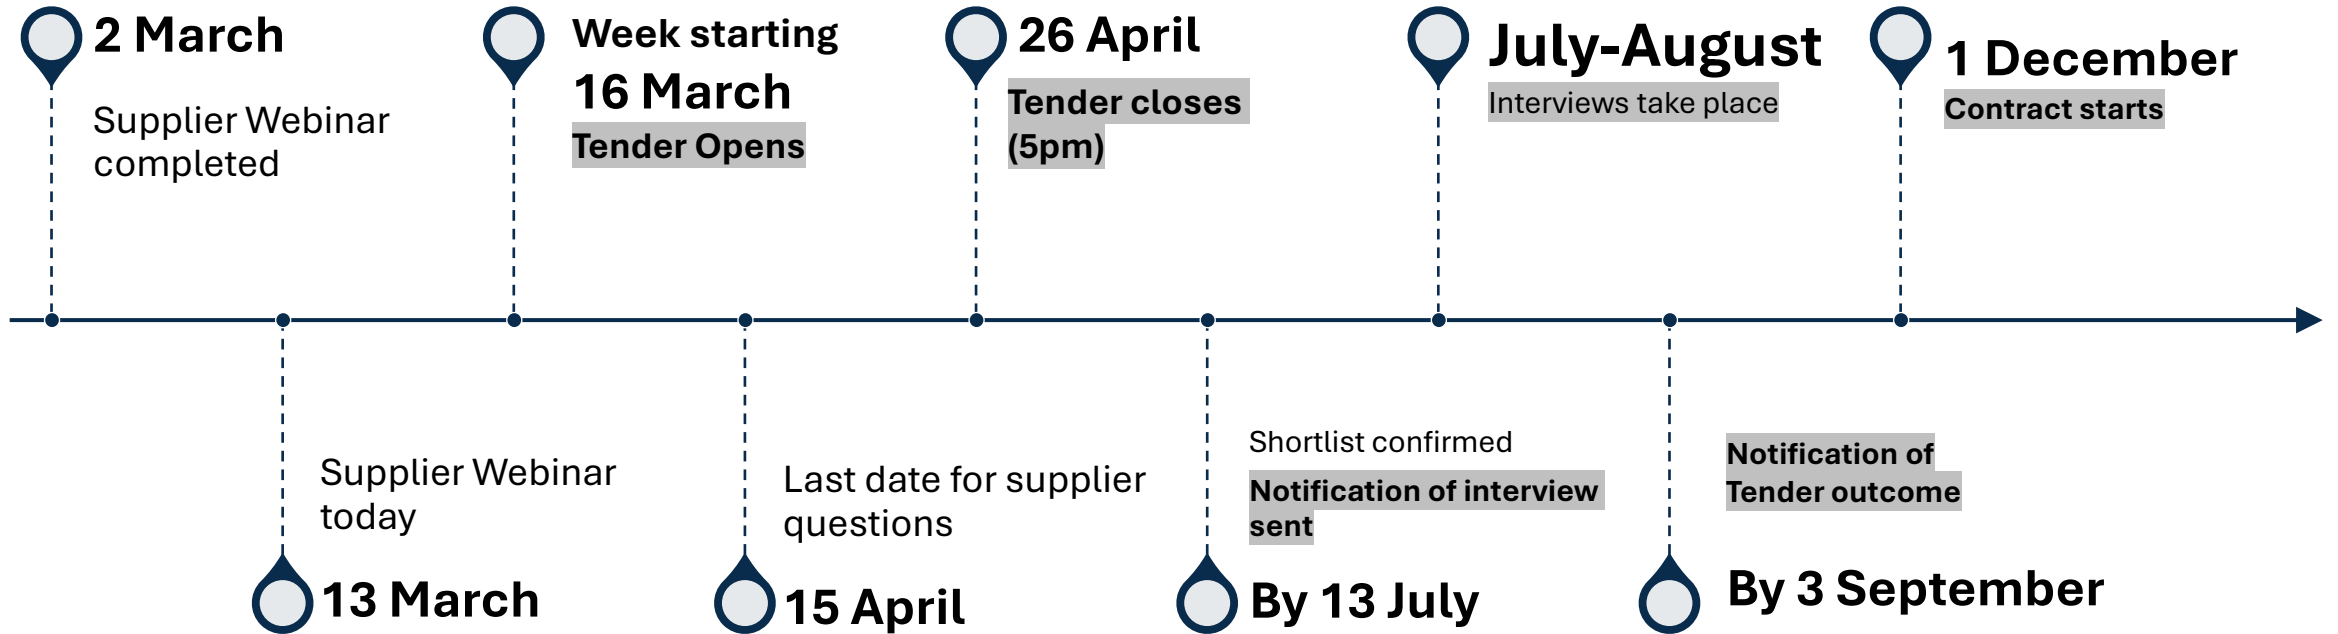 2 March
Supplier Webinar
completed
Supplier Webinar
today
13 March
Week starting
16 March
Tender Opens
Last date for supplier
questions
15 April
26 April
Tender closes
(5pm)
Shortlist confirmed
Notification of interview
sent
By 13 July
July-August
Interviews take place
Notification of
Tender outcome
By 3 September
1 December
Contract starts